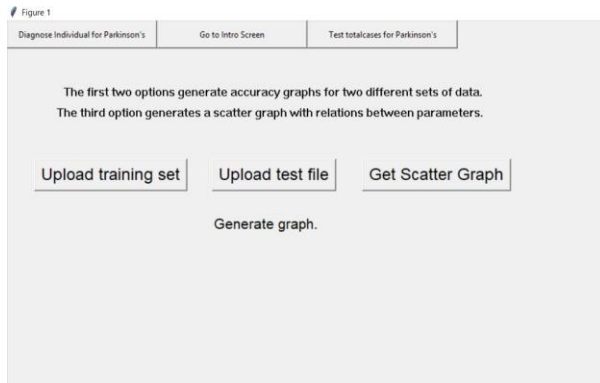 Figure 1
Diagnose Individual for Parkinson's Go to Intro Screen Test totalcases for Parkinson's
The first two options generate accuracy graphs for two different sets of data.
The third option generates a scatter graph with relations between parameters.
Upload training set Upload test file Get Scatter Graph
Generate graph.